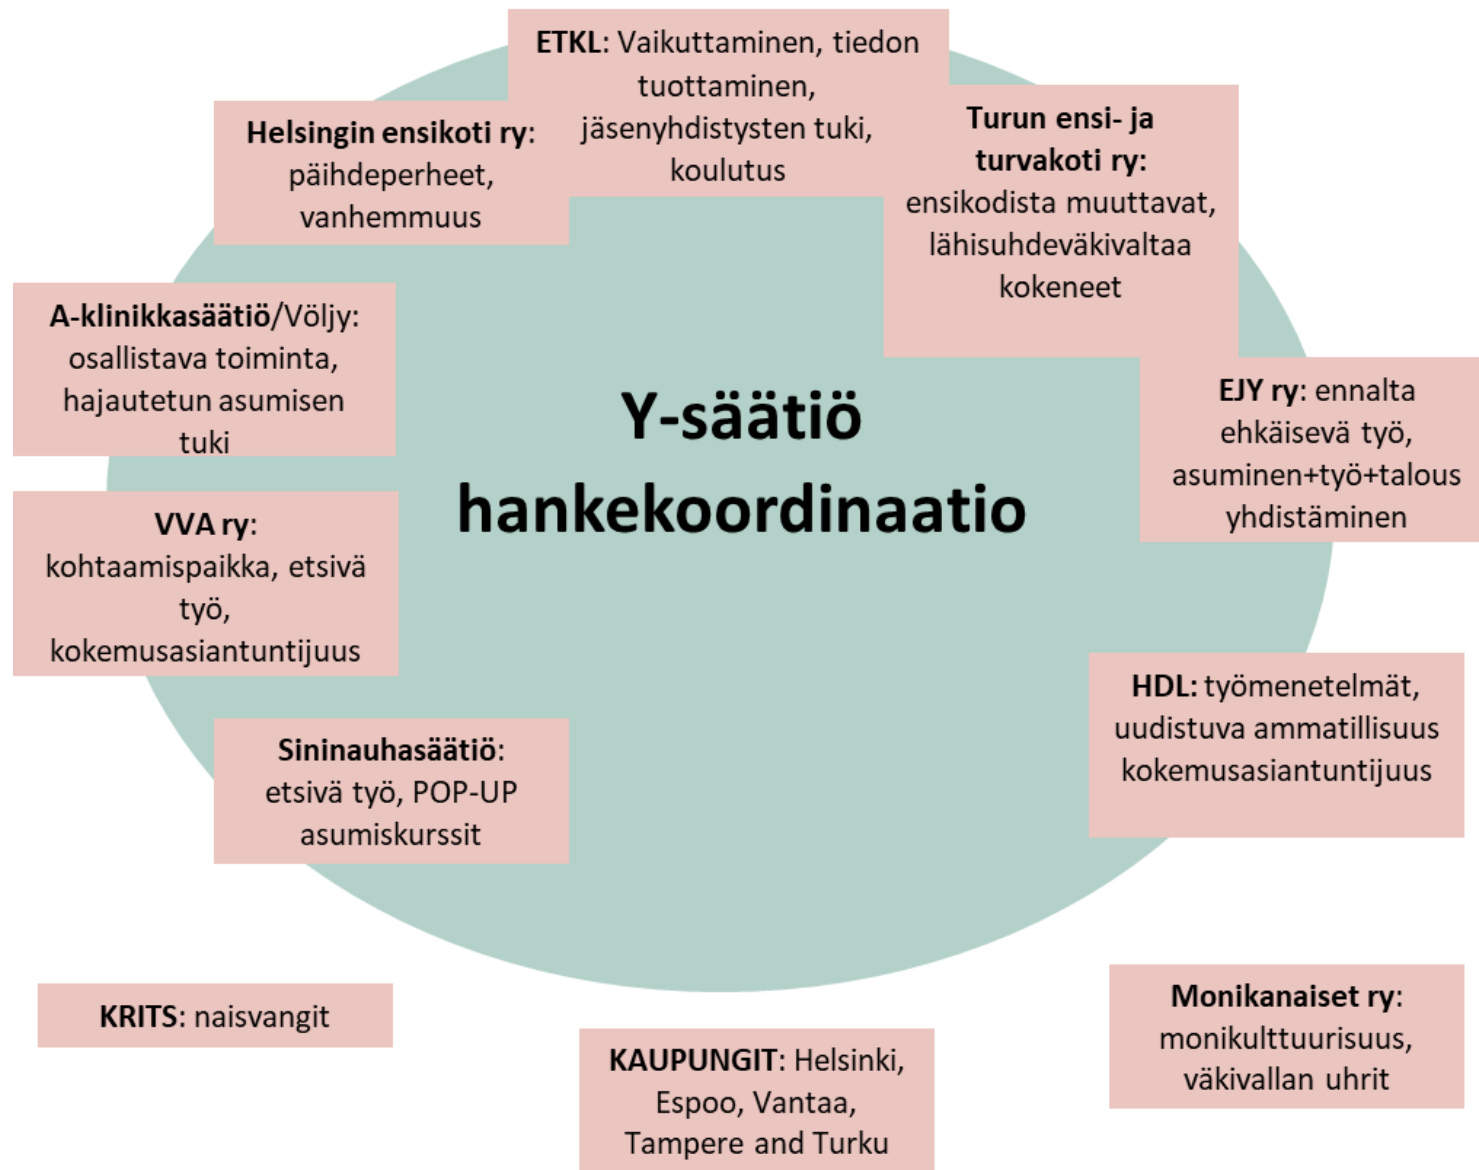 ETKL: Vaikuttaminen, tiedon
tuottaminen,
jäsenyhdistysten tuki,
koulutus
Helsingin ensikoti ry:
päihdeperheet,
vanhemmuus
Turun ensi- ja
turvakoti ry:
ensikodista muuttavat,
lähisuhdeväkivaltaa
kokeneet
A-klinikkasäätiö/Völjy:
osallistava toiminta,
hajautetun asumisen
tuki
Y-säätiö
hankekoordinaatio
EJY ry: ennalta
ehkäisevä työ,
asuminen+työ+talous
yhdistäminen
VVA ry:
kohtaamispaikka, etsivä
työ,
kokemusasiantuntijuus
HDL: työmenetelmät,
uudistuva ammatillisuus
kokemusasiantuntijuus
Sininauhasäätiö:
etsivä työ, POP-UP
asumiskurssit
KRITS: naisvangit
KAUPUNGIT: Helsinki,
Espoo, Vantaa,
Tampere and Turku
Monikanaiset ry:
monikulttuurisuus,
väkivallan uhrit